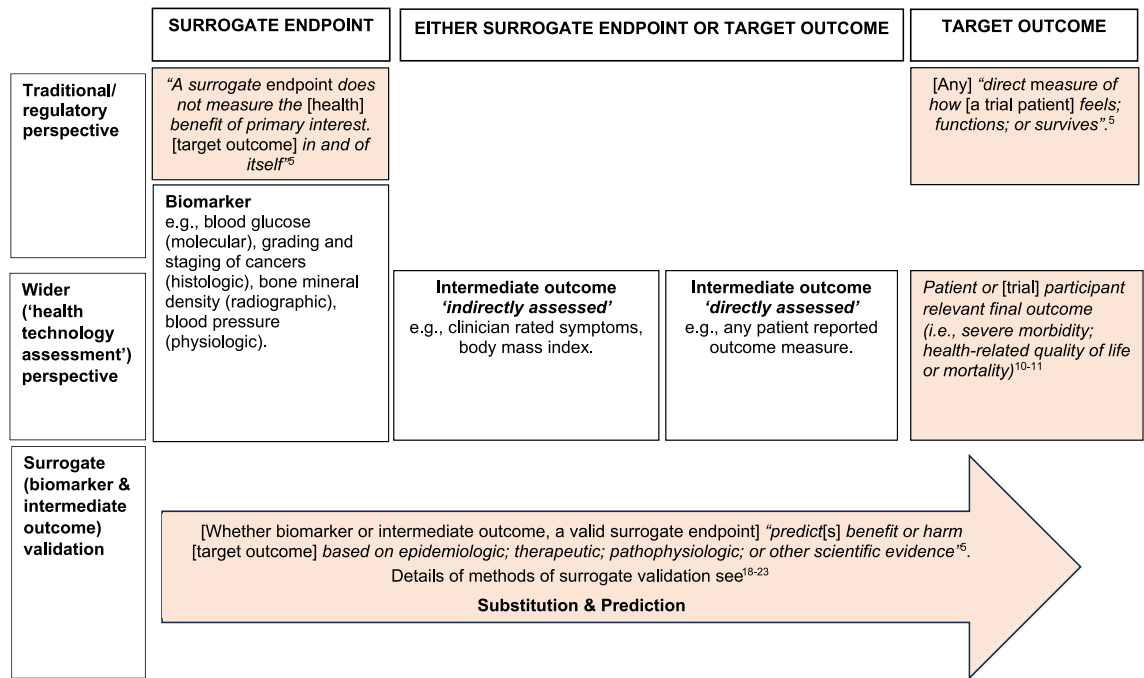 SURROGATE ENDPOINT
EITHER SURROGATE ENDPOINT OR TARGET OUTCOME
TARGET OUTCOME
Traditional/
regulatory
perspective
“A surrogate endpoint does
not measure the [health]
benefit of primary interest.
[target outcome] in and of
itself”5
[Any] “direct measure of
how [a trial patient] feels;
functions; or survives”.5
Biomarker
e.g., blood glucose
(molecular), grading and
staging of cancers
(histologic), bone mineral
density (radiographic),
blood pressure
(physiologic).
Wider
(‘health
technology
assessment’)
perspective
Intermediate outcome
‘indirectly assessed’
e.g., clinician rated symptoms,
body mass index.
Intermediate outcome
‘directly assessed’
e.g., any patient reported
outcome measure.
Patient or [trial] participant
relevant final outcome
(i.e., severe morbidity;
health-related quality of life
or mortality)10-11
Surrogate
(biomarker &
intermediate
outcome)
validation
[Whether biomarker or intermediate outcome, a valid surrogate endpoint] “predict[s] benefit or harm
[target outcome] based on epidemiologic; therapeutic; pathophysiologic; or other scientific evidence”5.
Details of methods of surrogate validation see18-23
Substitution & Prediction